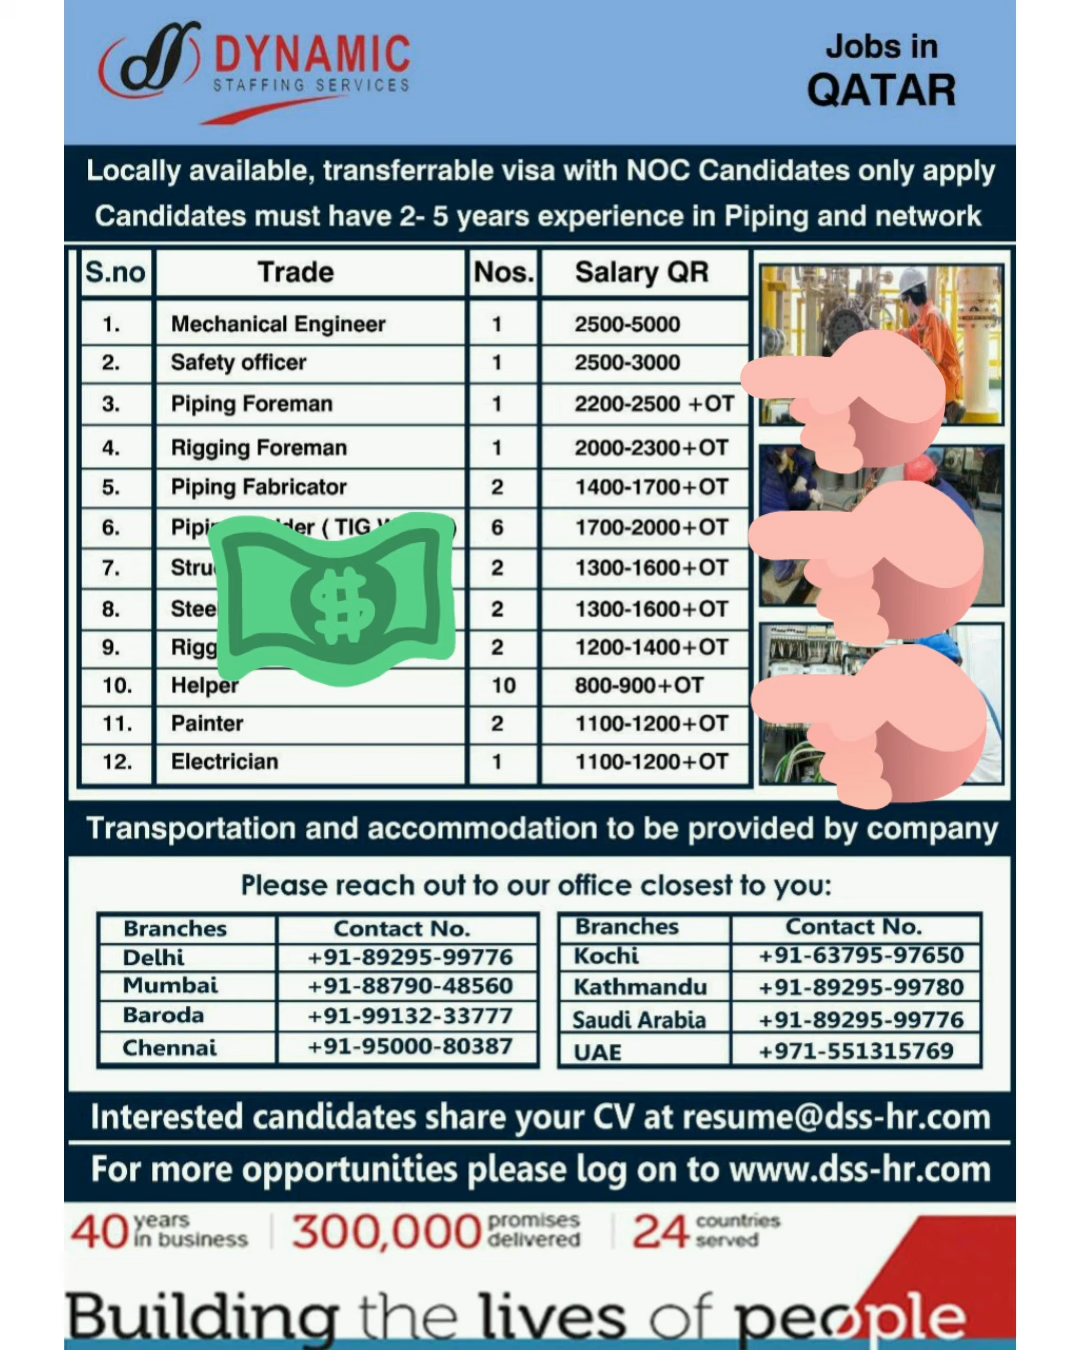 DYNAMIC
STAFFING SERVICES
Jobs in
QATAR
Locally available, transferrable visa with NOC Candidates only apply
Candidates must have 2- 5 years experience in Piping and network
S.no Trade Nos. Salary QR
1. Mechanical Engineer 1 2500-5000
2. Safety officer 1 2500-3000
3. Piping Foreman 1 2200-2500 +OT
4. Rigging Foreman 1 2000-2300+OT
5. Piping Fabricator 2 1400-1700+OT
6. ( TIG 6 1700-2000+OT
7. 2 1300-1600+OT
8. 2 1300-1600+OT
9. 2 1200-1400+OT
10. Helper 10 800-900+OT
11. Painter 2 1100-1200+OT
12. Electrician 1 1100-1200+OT
Transportation and accommodation to be provided by company
Please reach out to our office closest to you:
Branches Contact No. Branches Contact No.
Delhi +91-89295-99776 Kochi +91-63795-97650
Mumbai +91-88790-48560 Kathmandu +91-89295-99780
Baroda +91-99132-33777 Saudi Arabia +91-89295-99776
Chennai +91-95000-80387 UAE +971-551315769
Interested candidates share your CV at resume@dss-hr.com
For more opportunities please log on to www.dss-hr.com
40 years in business 300,000 promises delivered 24 countries served
Building the lives of people